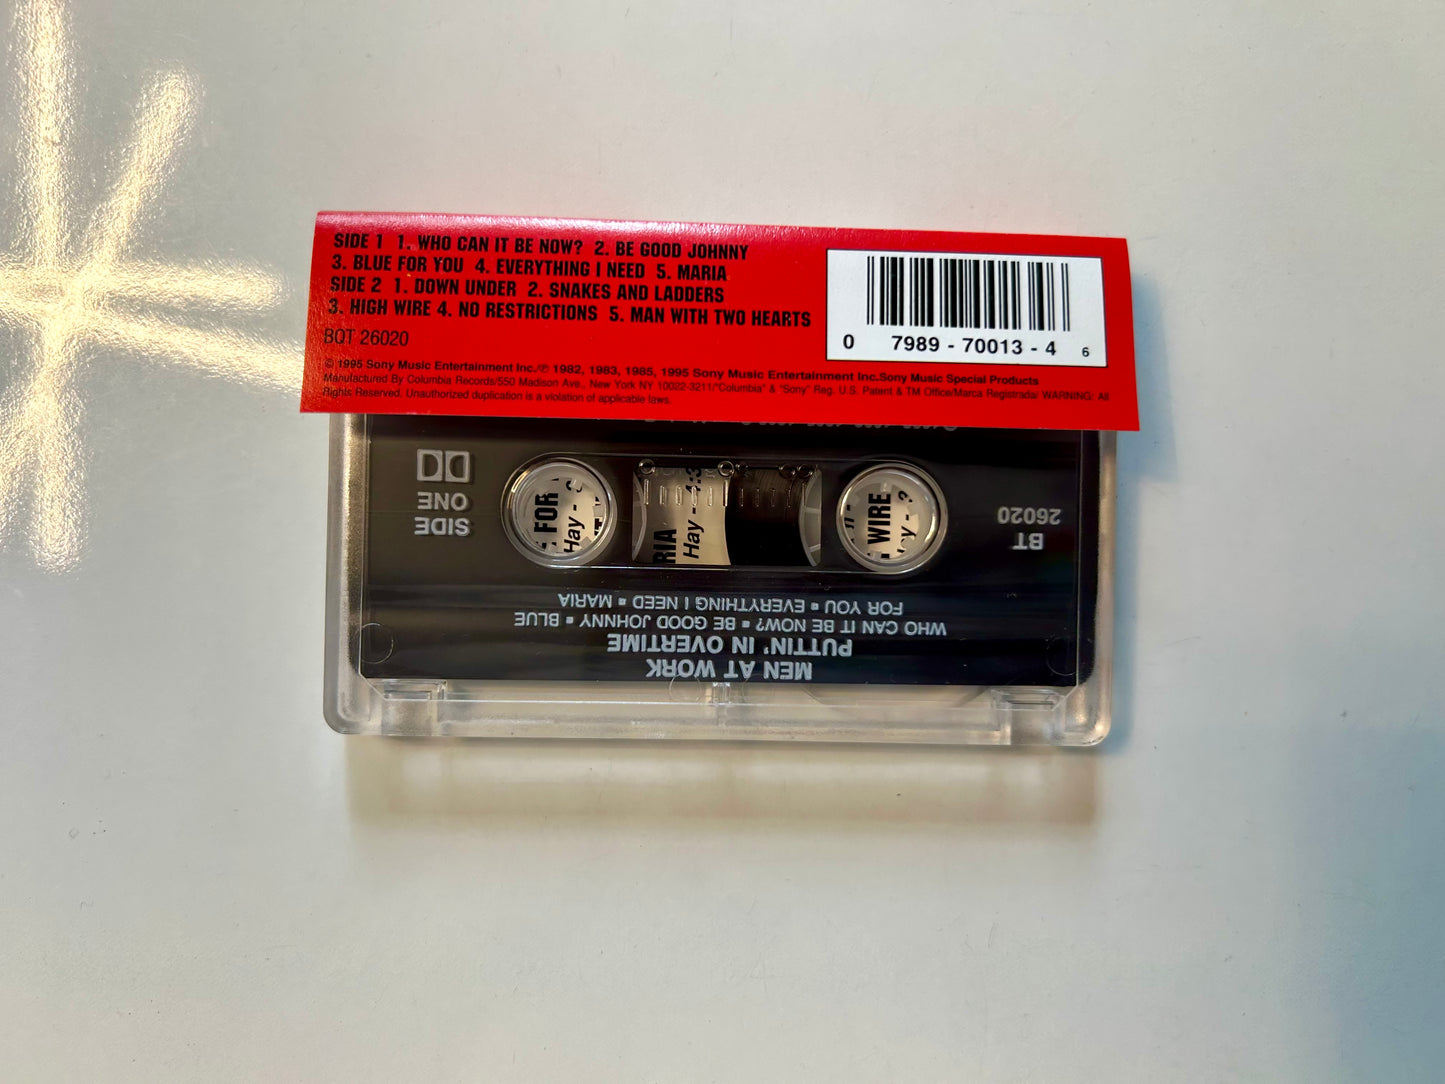 SIDE 1 1. WHO CAN IT BE NOW? 2. BE GOOD JOHNNY
3. BLUE FOR YOU 4. EVERYTHING I NEED 5. MARIA
SIDE 2 1. DOWN UNDER 2. SNAKES AND LADDERS
3. HIGH WIRE 4. NO RESTRICTIONS 5. MAN WITH TWO HEARTS
BOT 26020
© 1995 Sony Music Entertainment Inc./℗ 1982, 1983, 1985, 1995 Sony Music Entertainment Inc.Sony Music Special Products
Manufactured By Columbia Records/550 Madison Ave., New York NY 10022-3211/"Columbia" & "Sony" Reg. U.S. Patent & TM Office/Marca Registrada/ WARNING: All
Rights Reserved. Unauthorized duplication is a violation of applicable laws.
0 7989 - 70013 - 4 6
MEN AT WORK
PUTTIN' IN OVERTIME
WHO CAN IT BE NOW? ▪ BE GOOD JOHNNY ▪ BLUE
FOR YOU ▪ EVERYTHING I NEED ▪ MARIA
BT
26020
SIDE
ONE
FOR
Hay -
RIA
Hay - 4:3
WIRE